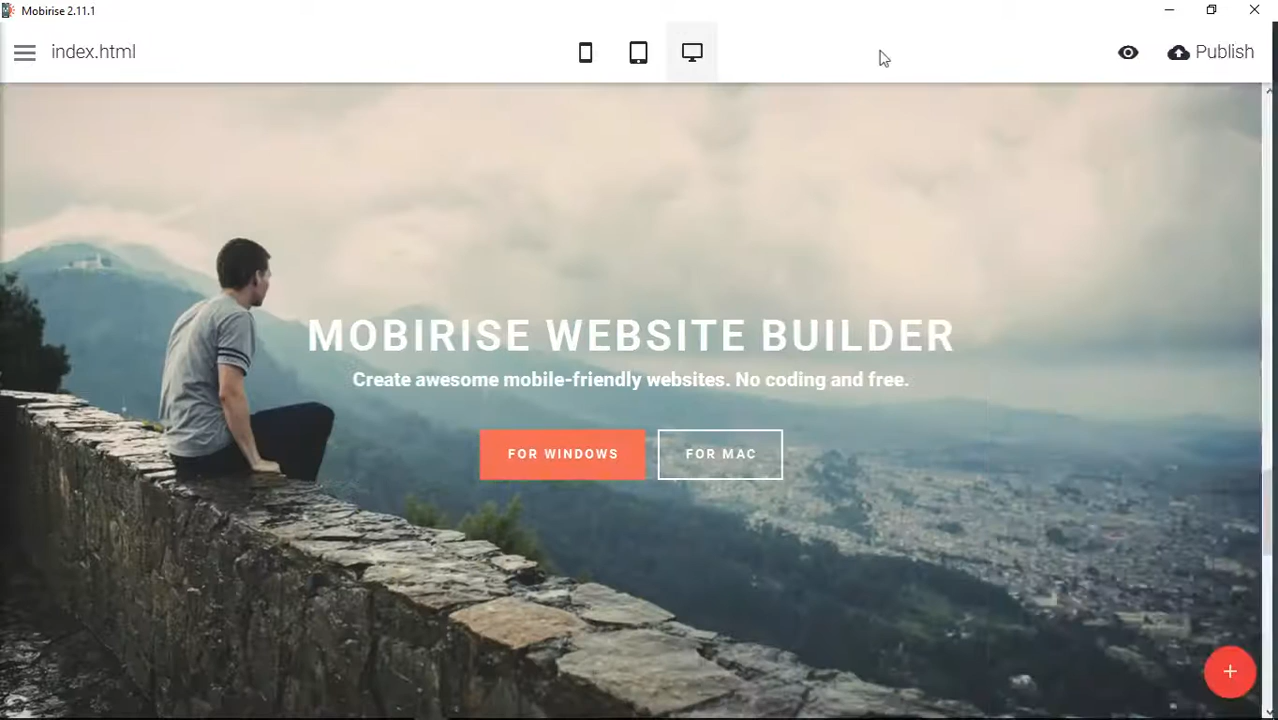 Mobirise 2.11.1
index.html
Publish
MOBIRISE WEBSITE BUILDER
Create awesome mobile-friendly websites. No coding and free.
FOR WINDOWS
FOR MAC
+